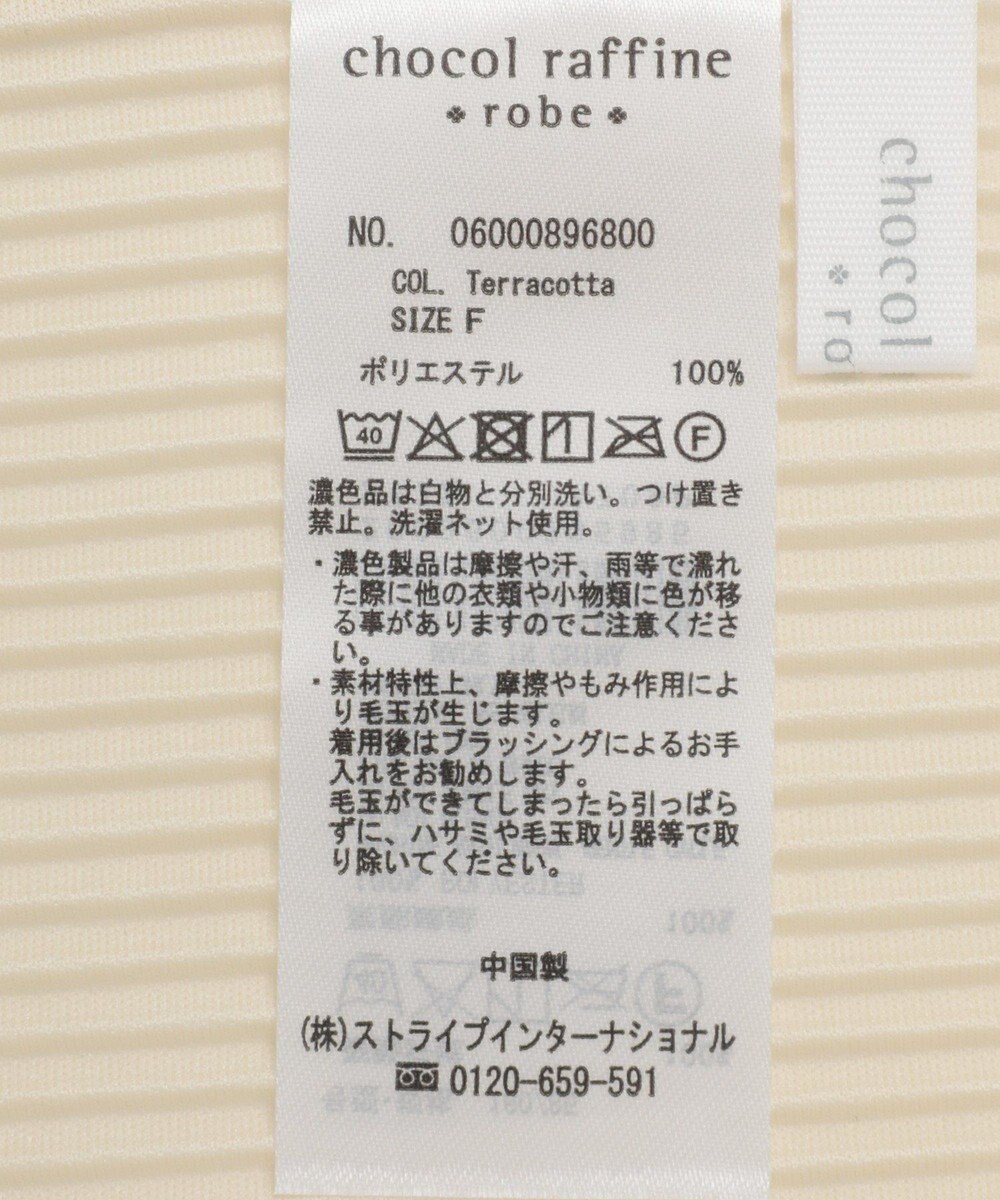 chocol raffine
robe
NO. 06000896800
COL. Terracotta
SIZE F
ポリエステル 100%
40 F
濃色品は白物と分別洗い。つけ置き
禁止。洗濯ネット使用。
・濃色製品は摩擦や汗、雨等で濡れ
た際に他の衣類や小物類に色が移
る事がありますのでご注意くださ
い。
・素材特性上、摩擦やもみ作用によ
り毛玉が生じます。
着用後はブラッシングによるお手
入れをお勧めします。
毛玉ができてしまったら引っぱら
ずに、ハサミや毛玉取り器等で取
り除いてください。
中国製
(株)ストライプインターナショナル
0120-659-591
chocol
ro